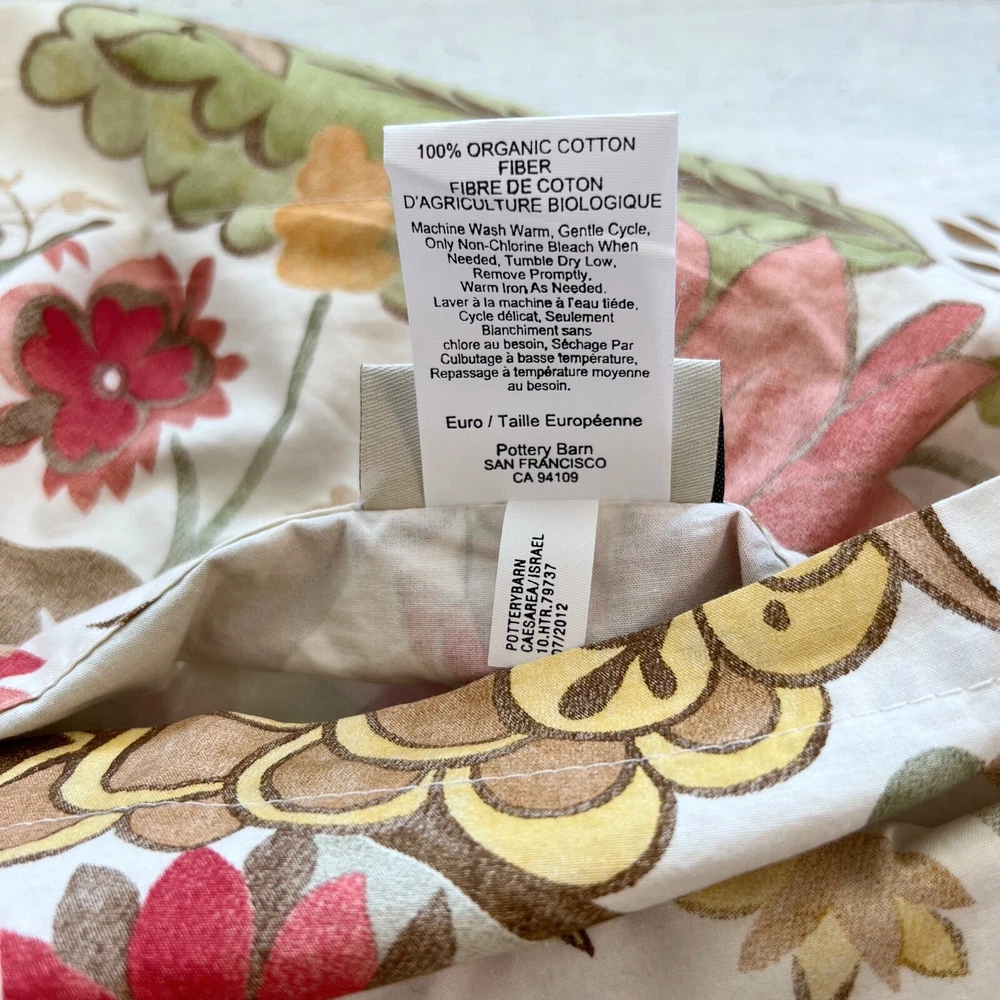 100% ORGANIC COTTON
FIBER
FIBRE DE COTON
D'AGRICULTURE BIOLOGIQUE
Machine Wash Warm, Gentle Cycle,
Only Non-Chlorine Bleach When
Needed, Tumble Dry Low,
Remove Promptly,
Warm Iron As Needed.
Laver à la machine à l'eau tiéde,
Cycle délicat, Seulement
Blanchiment sans
chlore au besoin, Séchage Par
Culbutage à basse température,
Repassage à température moyenne
au besoin.
Euro / Taille Européenne
Pottery Barn
SAN FRANCISCO
CA 94109
POTTERYBARN
CAESAREA/ISRAEL
10.HTR.79737
07/2012